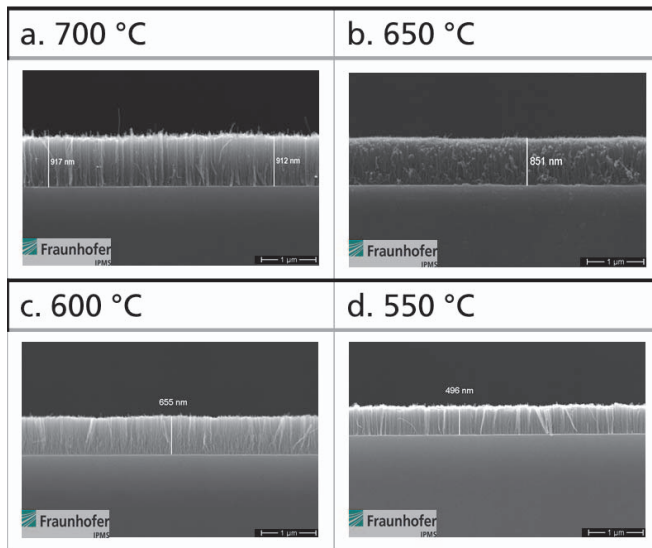 a. 700 °C
b. 650 °C
917 nm
912 nm
851 nm
Fraunhofer
IPMS
1 µm
Fraunhofer
IPMS
1 µm
c. 600 °C
d. 550 °C
655 nm
496 nm
Fraunhofer
IPMS
1 µm
Fraunhofer
IPMS
1 µm